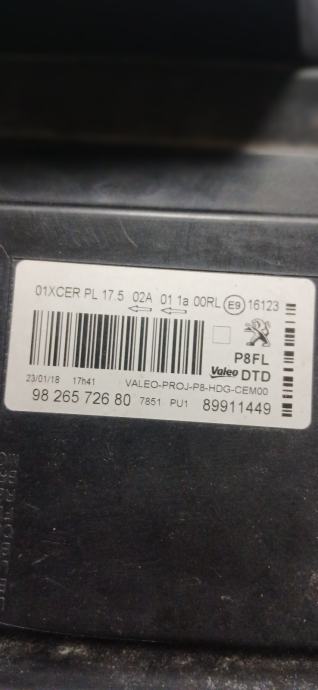 01XCER PL 17.5 02A 01 1a 00RL E9 16123
P8FL
Valeo DTD
23/01/18 17h41 VALEO-PROJ-P8-HDG-CEM00
98 265 726 80 7851 PU1 89911449